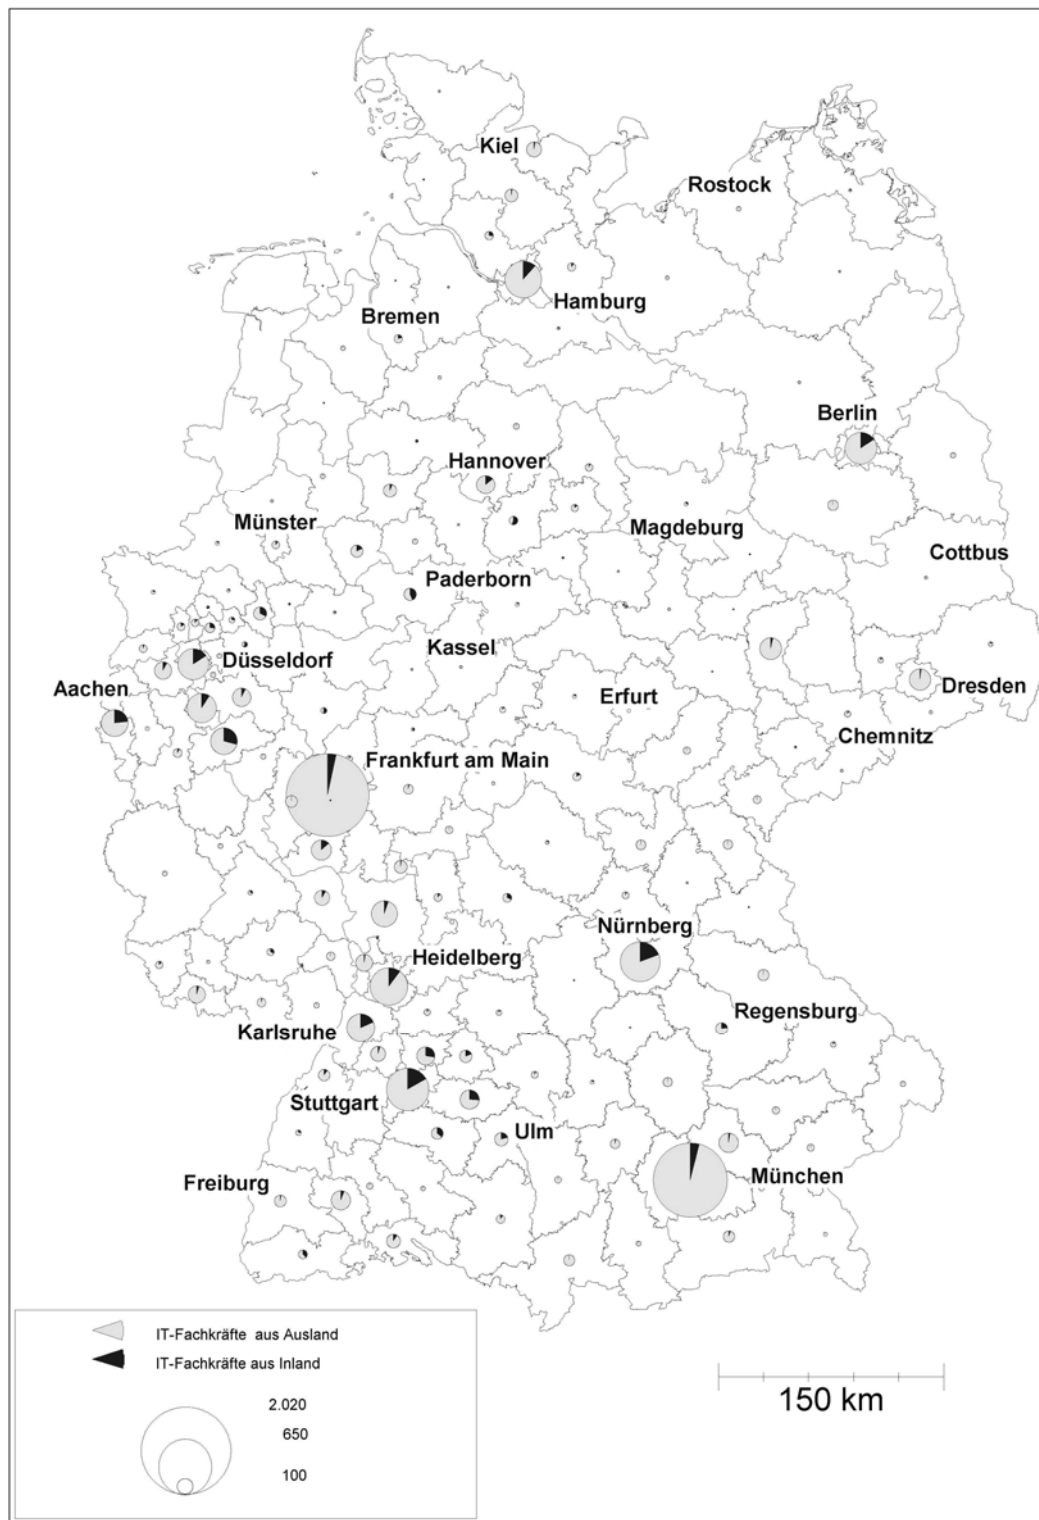 Kiel
Rostock
Hamburg
Bremen
Berlin
Hannover
Münster
Magdeburg
Cottbus
Paderborn
Kassel
Düsseldorf
Aachen
Erfurt
Dresden
Chemnitz
Frankfurt am Main
Nürnberg
Heidelberg
Regensburg
Karlsruhe
Stuttgart
Ulm
München
Freiburg
IT-Fachkräfte aus Ausland
IT-Fachkräfte aus Inland
2.020
650
100
150 km